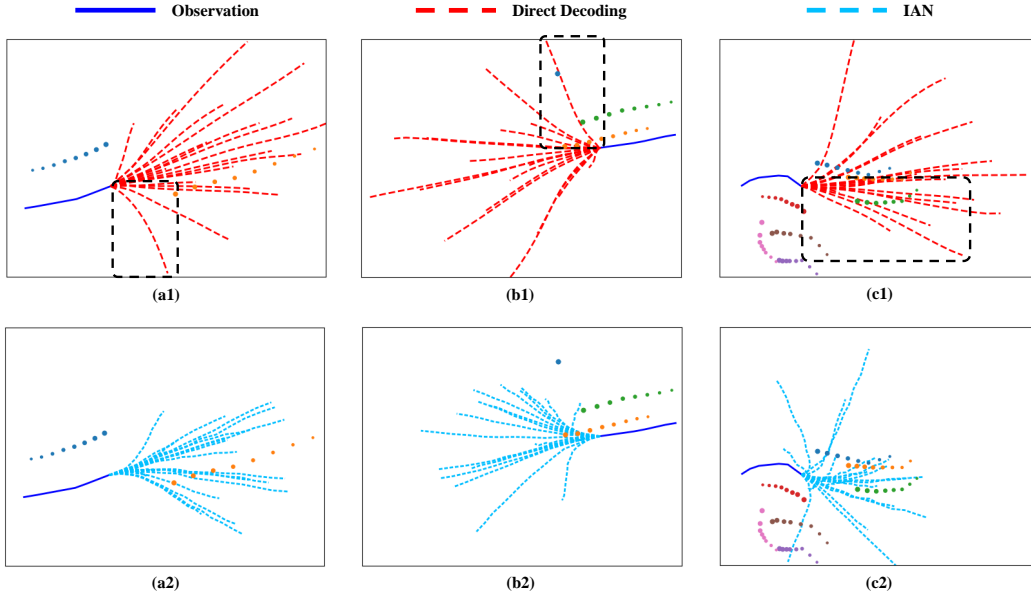 Observation Direct Decoding IAN
(a1) (b1) (c1)
(a2) (b2) (c2)